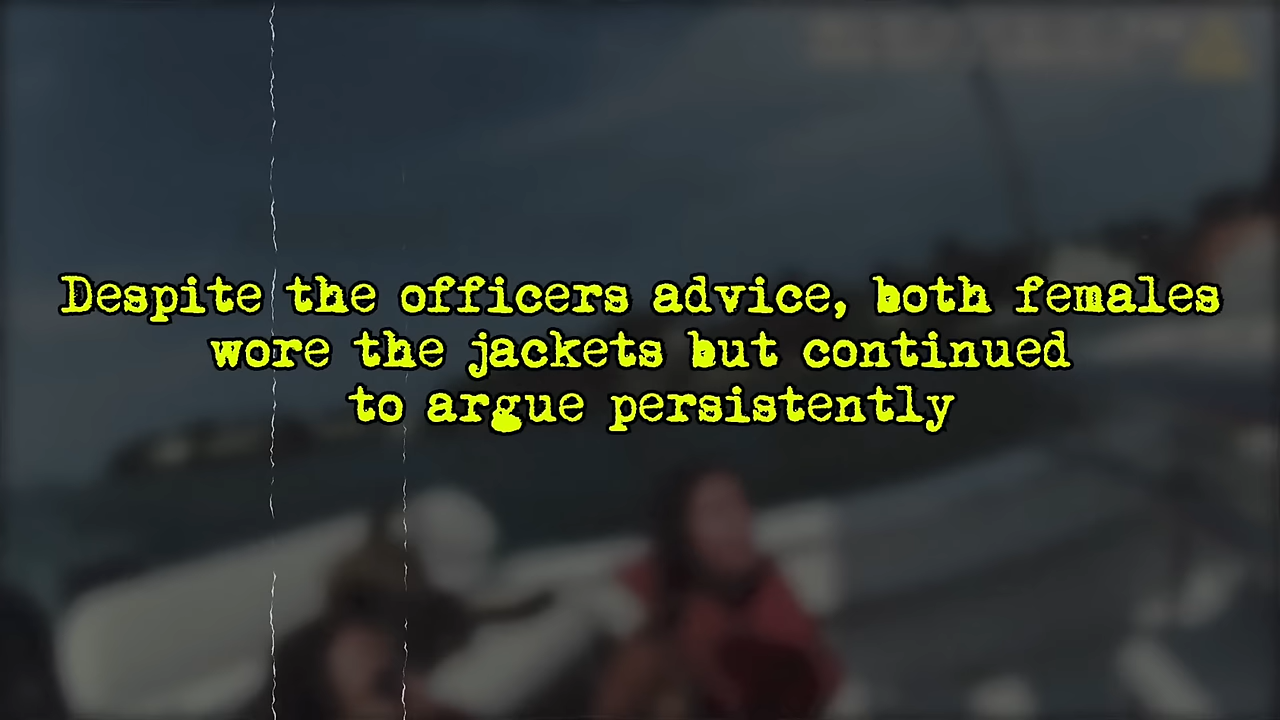 Despite the officers advice, both females
wore the jackets but continued
to argue persistently